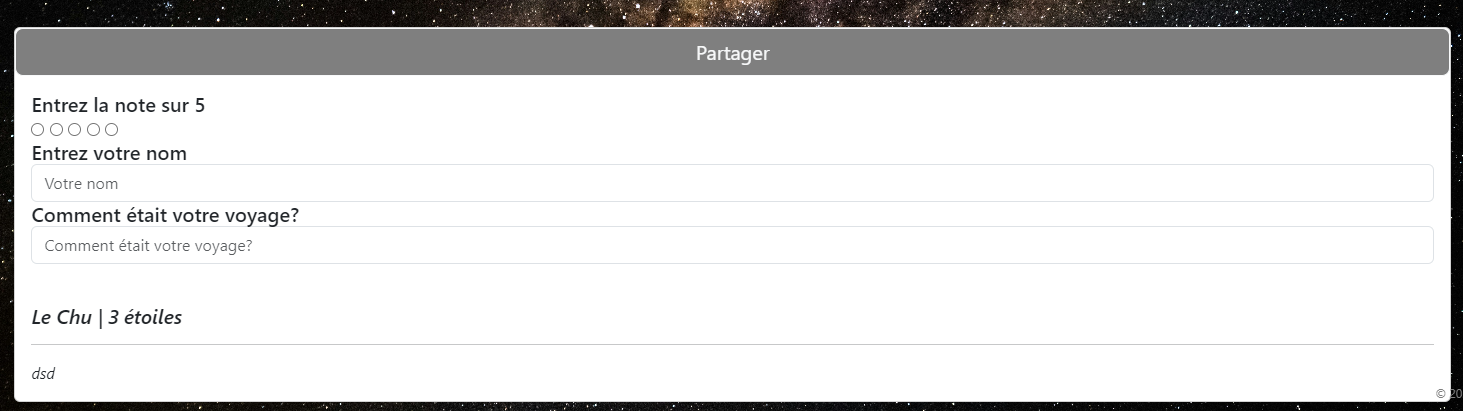 Partager
Entrez la note sur 5
Entrez votre nom
Votre nom
Comment était votre voyage?
Comment était votre voyage?
Le Chu | 3 étoiles
dsd
© 20